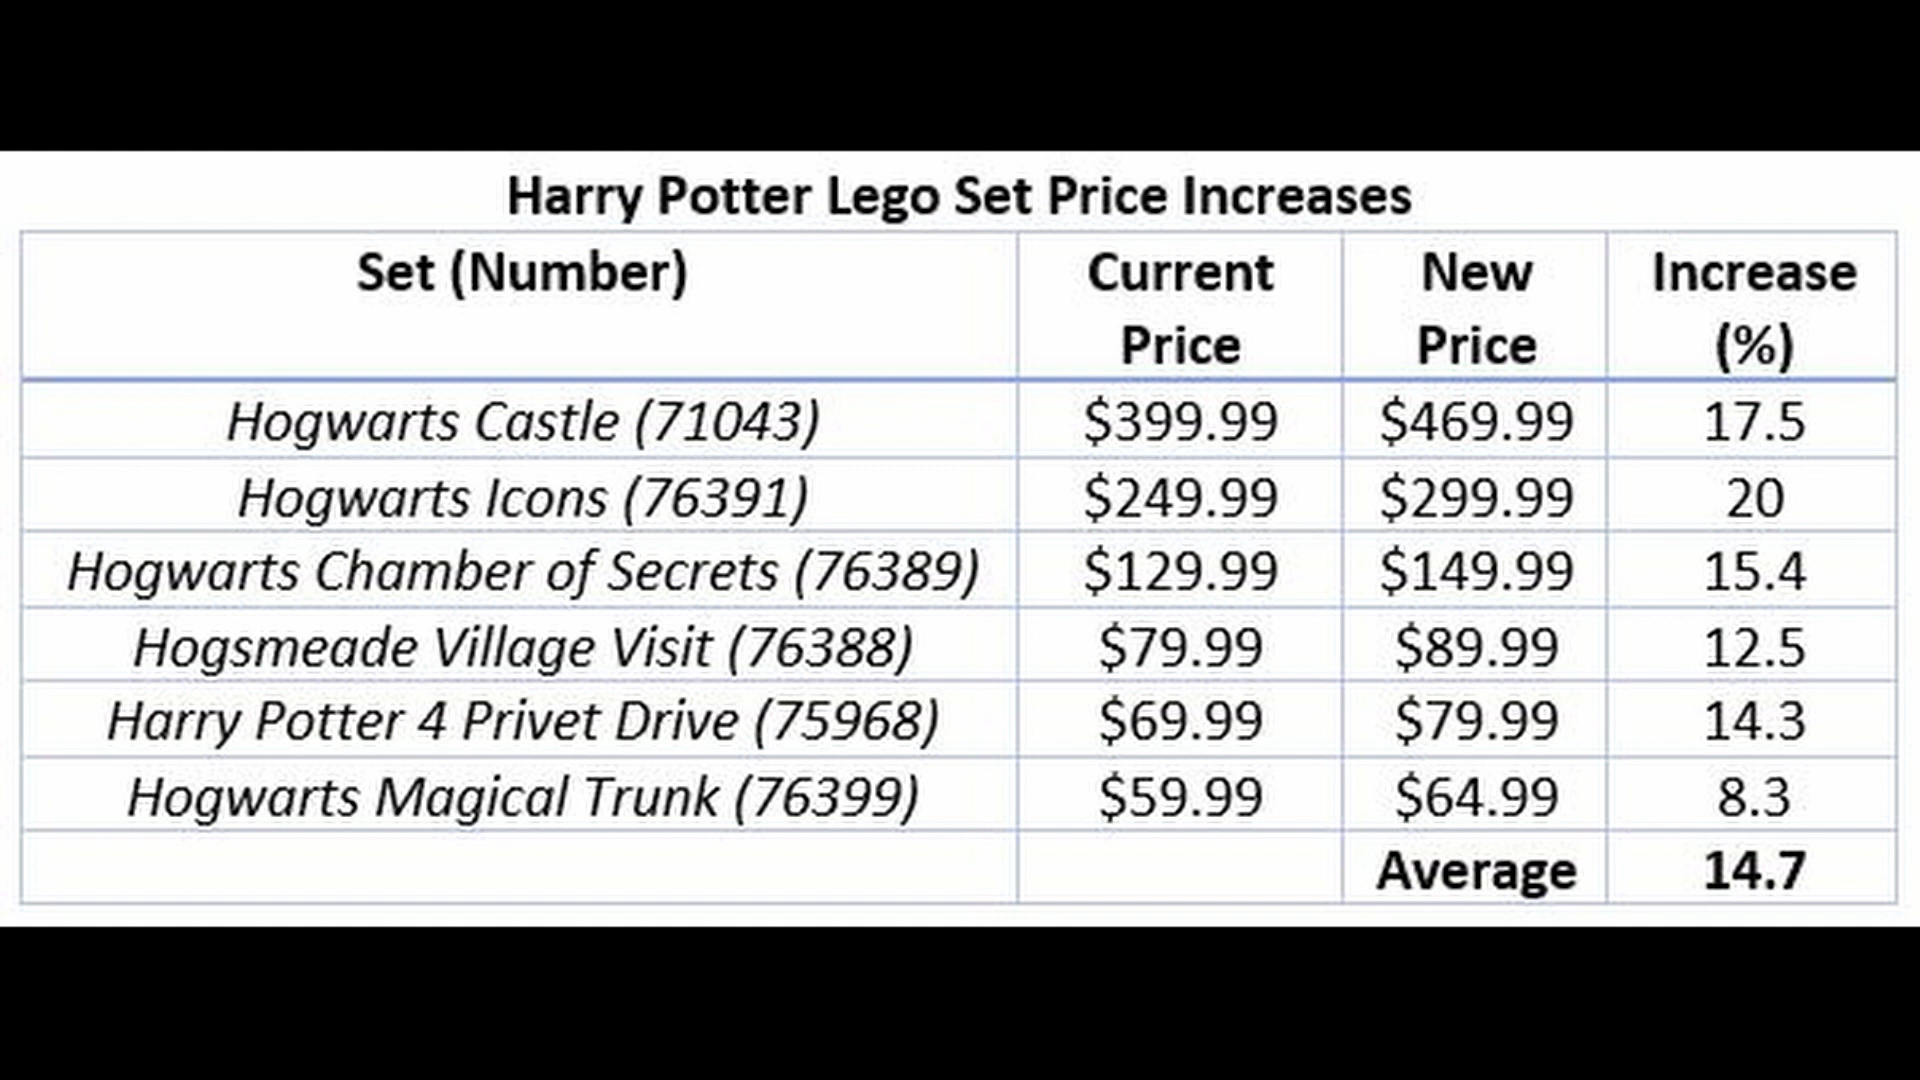 Harry Potter Lego Set Price Increases
Set (Number) Current Price New Price Increase (%)
Hogwarts Castle (71043) $399.99 $469.99 17.5
Hogwarts Icons (76391) $249.99 $299.99 20
Hogwarts Chamber of Secrets (76389) $129.99 $149.99 15.4
Hogsmeade Village Visit (76388) $79.99 $89.99 12.5
Harry Potter 4 Privet Drive (75968) $69.99 $79.99 14.3
Hogwarts Magical Trunk (76399) $59.99 $64.99 8.3
Average 14.7